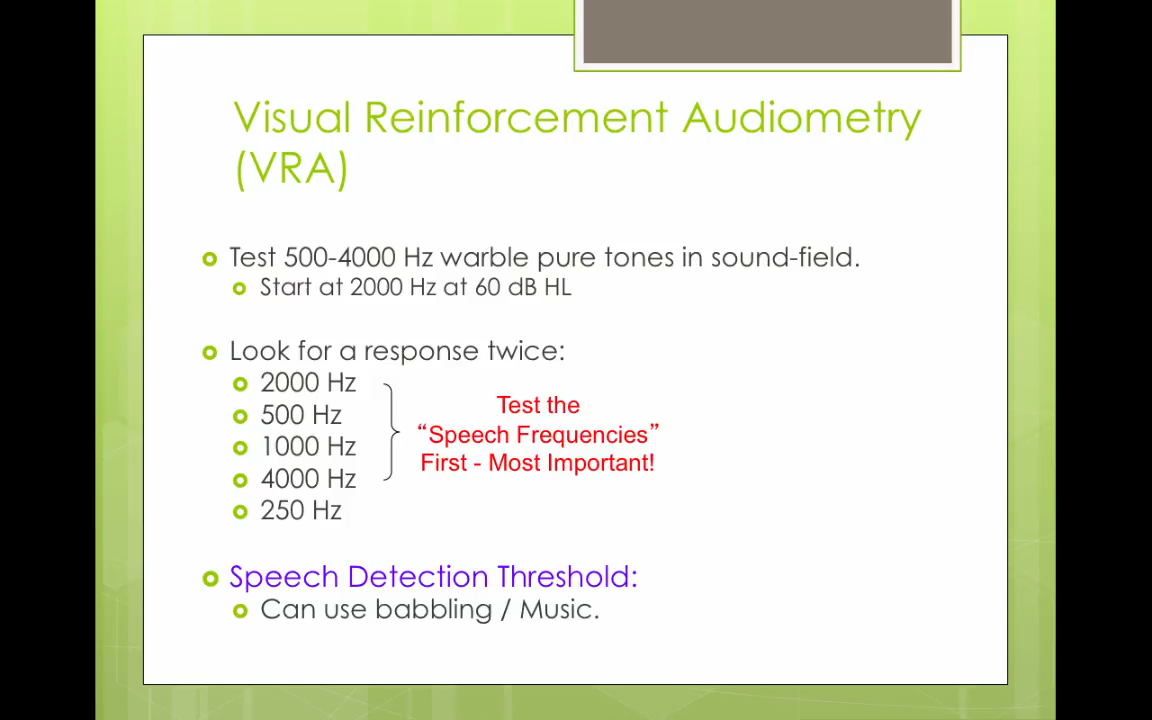 Visual Reinforcement Audiometry
(VRA)
Test 500-4000 Hz warble pure tones in sound-field.
Start at 2000 Hz at 60 dB HL
Look for a response twice:
2000 Hz
500 Hz
1000 Hz
4000 Hz
250 Hz
Test the
“Speech Frequencies”
First - Most Important!
Speech Detection Threshold:
Can use babbling / Music.